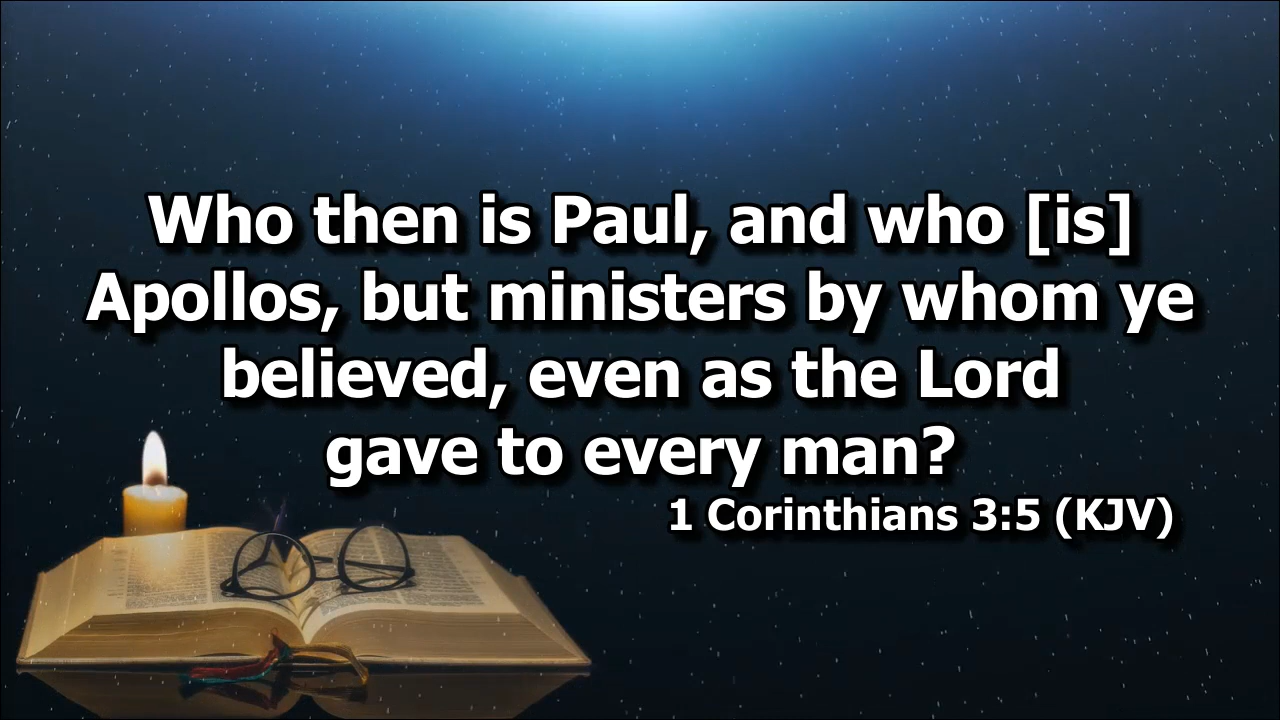 Who then is Paul, and who [is]
Apollos, but ministers by whom ye
believed, even as the Lord
gave to every man?
1 Corinthians 3:5 (KJV)